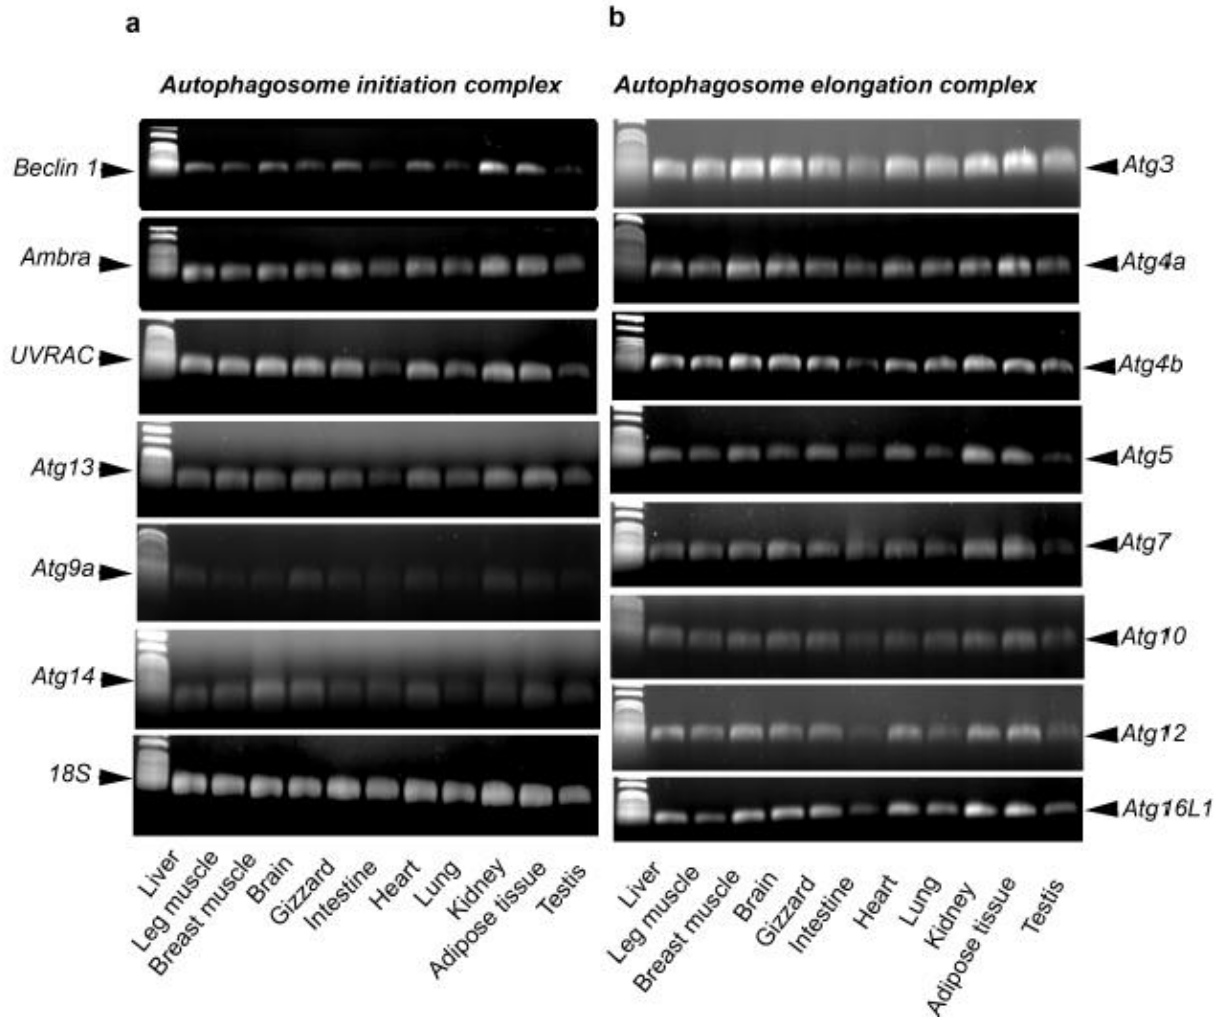 a
b
Autophagosome initiation complex
Autophagosome elongation complex
Beclin 1
Ambra
UVRAC
Atg13
Atg9a
Atg14
18S
Atg3
Atg4a
Atg4b
Atg5
Atg7
Atg10
Atg12
Atg16L1
Liver
Leg muscle
Breast muscle
Brain
Gizzard
Intestine
Heart
Lung
Kidney
Adipose tissue
Testis
Liver
Leg muscle
Breast muscle
Brain
Gizzard
Intestine
Heart
Lung
Kidney
Adipose tissue
Testis